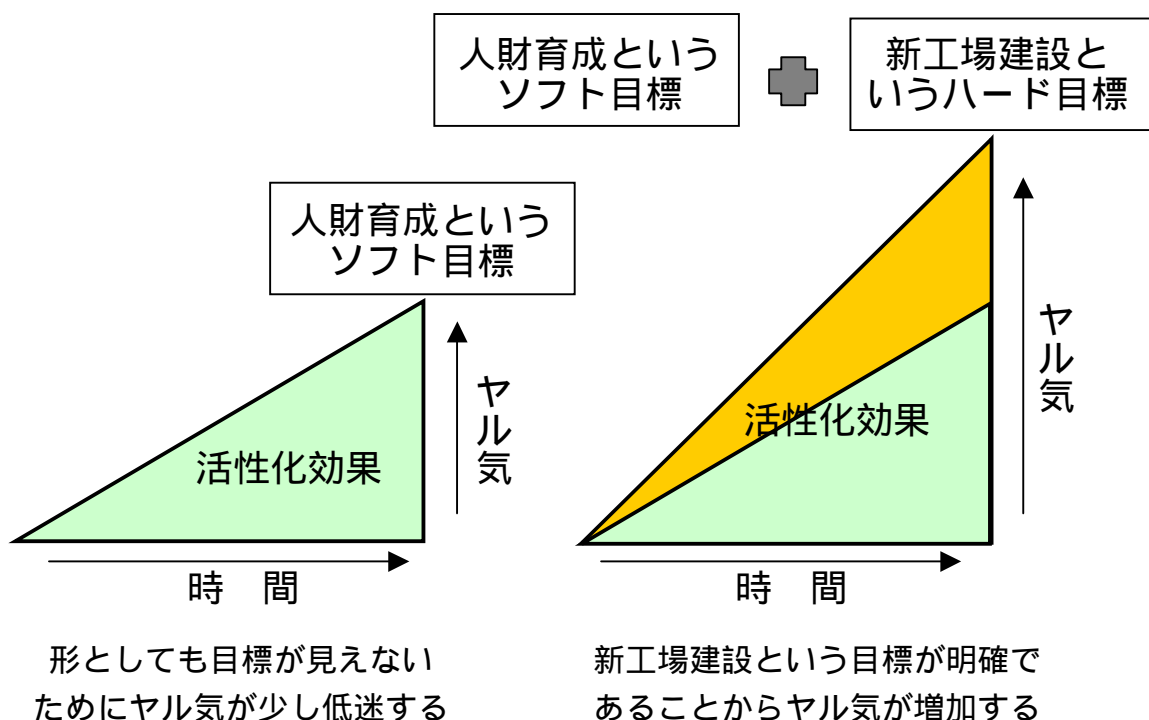 人財育成という
ソフト目標
新工場建設と
いうハード目標
人財育成という
ソフト目標
ヤル気
活性化効果
時　間
ヤル気
活性化効果
時　間
形としても目標が見えない
ためにヤル気が少し低迷する
新工場建設という目標が明確で
あることからヤル気が増加する